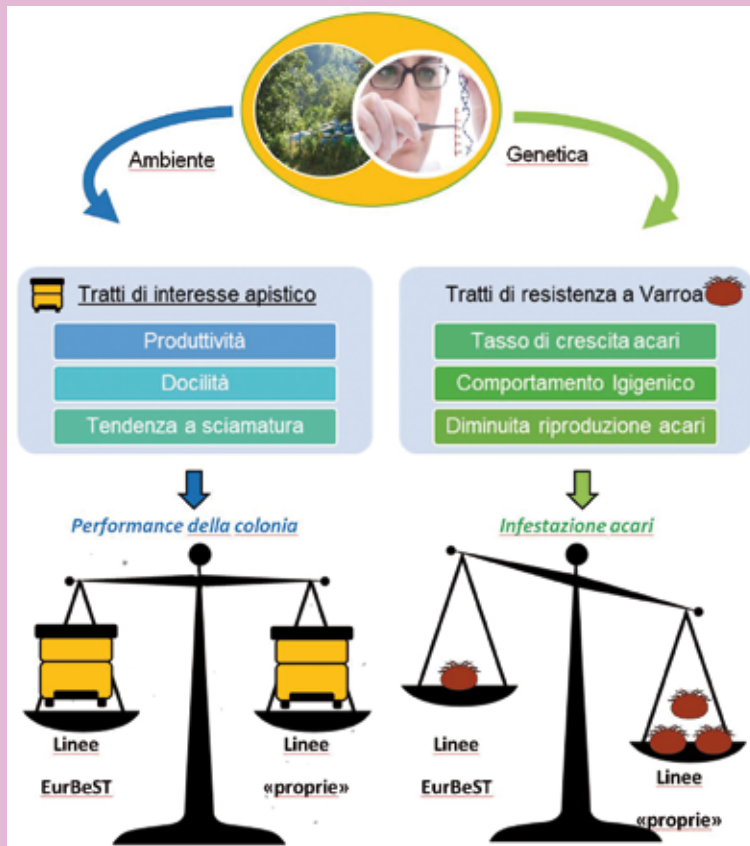 Ambiente
Genetica
Tratti di interesse apistico
Produttività
Docilità
Tendenza a sciamatura
Tratti di resistenza a Varroa
Tasso di crescita acari
Comportamento Igigenico
Diminuita riproduzione acari
Performance della colonia
Infestazione acari
Linee
EurBeST
Linee
«proprie»
Linee
EurBeST
Linee
«proprie»